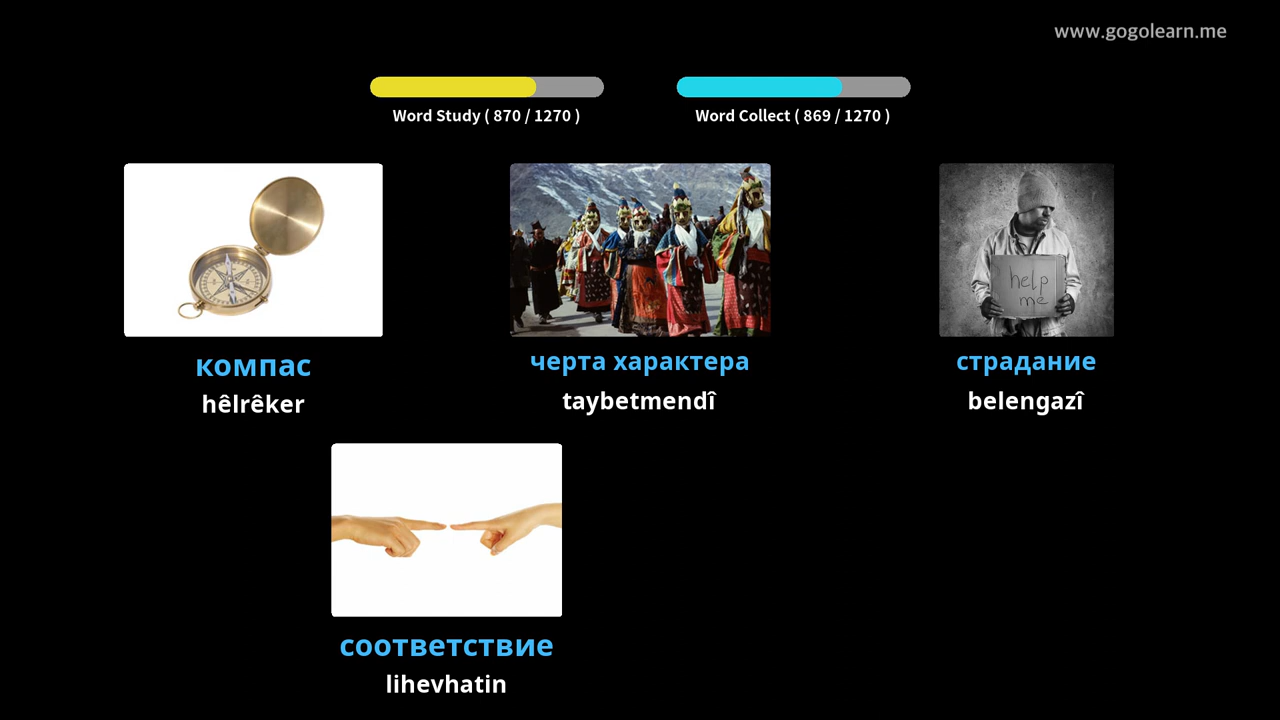 www.gogolearn.me
Word Study ( 870 / 1270 )
Word Collect ( 869 / 1270 )
help
me
компас
hêlrêker
черта характера
taybetmendî
страдание
belengazî
соответствие
lihevhatin